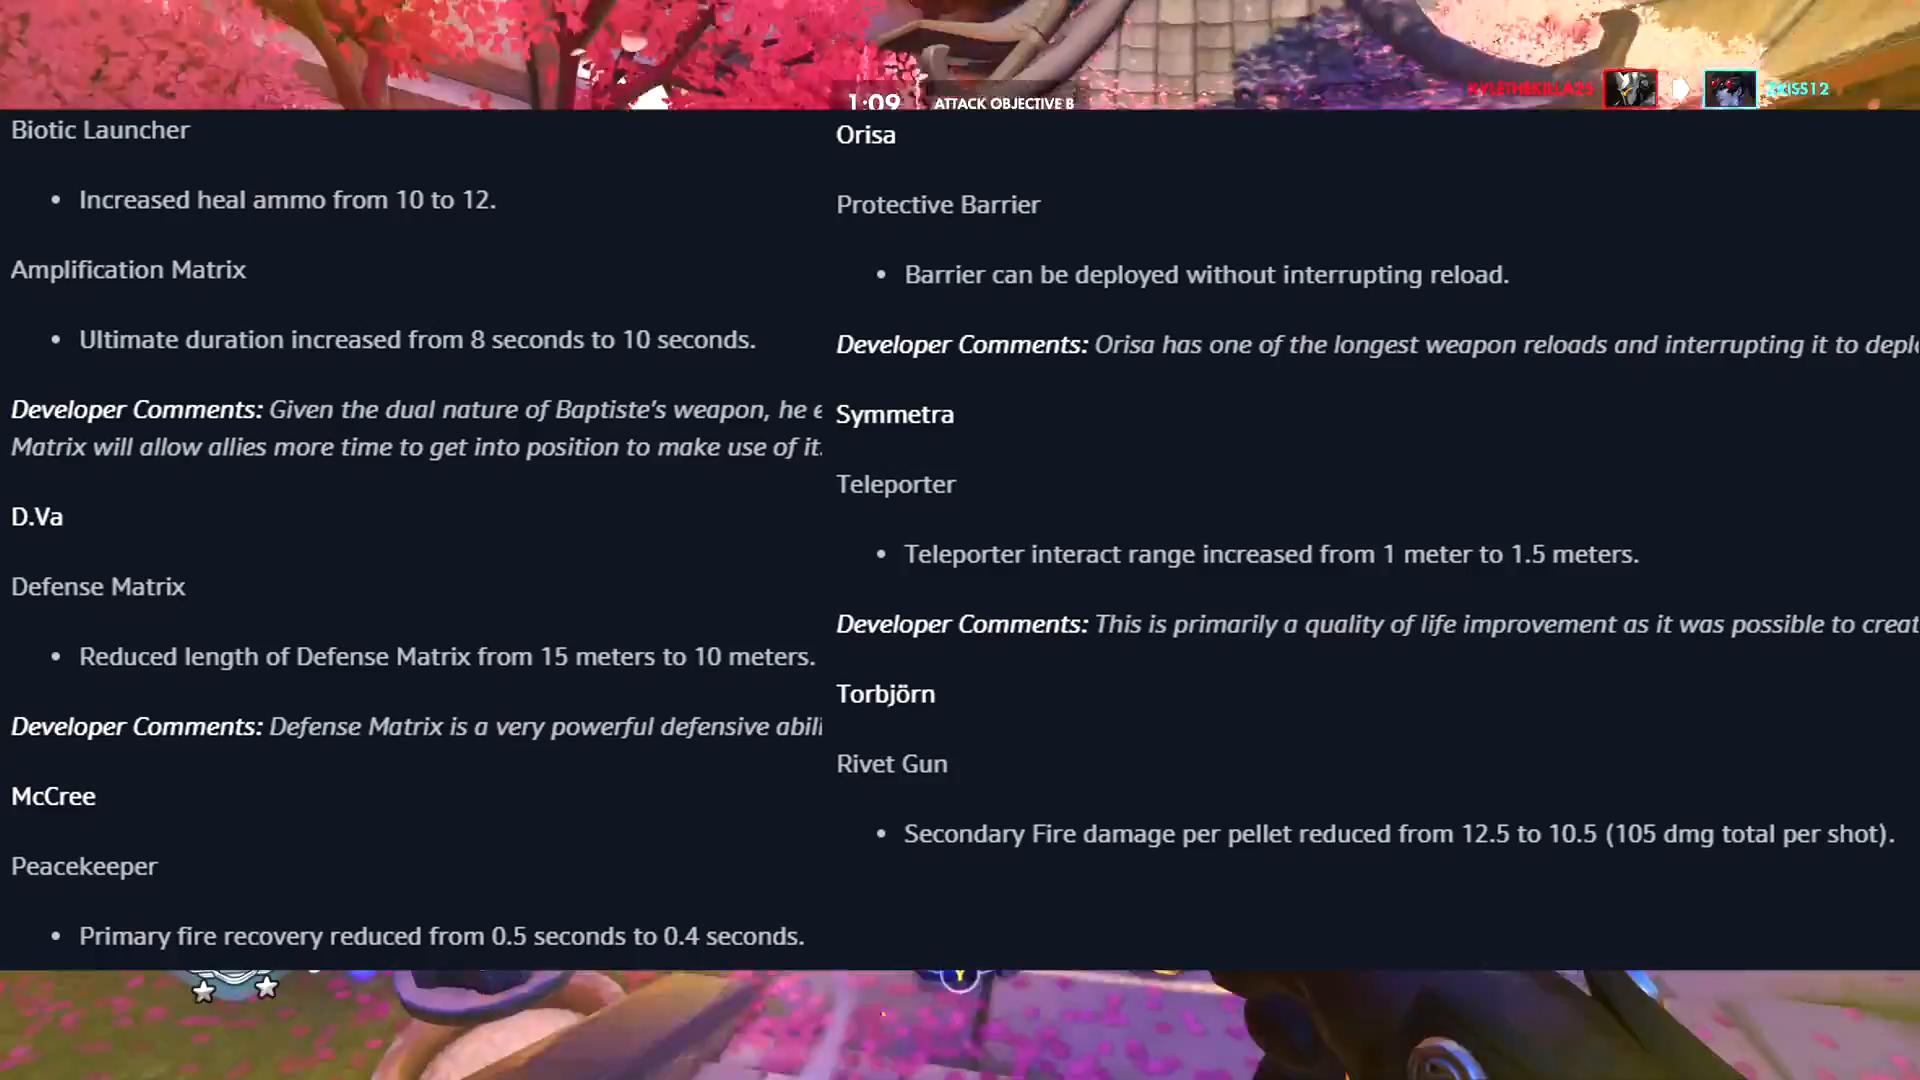 1:09 ATTACK OBJECTIVE B
KYLETHEKILLA25
ZKISS12
Biotic Launcher
• Increased heal ammo from 10 to 12.
Amplification Matrix
• Ultimate duration increased from 8 seconds to 10 seconds.
Developer Comments: Given the dual nature of Baptiste's weapon, he e
Matrix will allow allies more time to get into position to make use of it.
D.Va
Defense Matrix
• Reduced length of Defense Matrix from 15 meters to 10 meters.
Developer Comments: Defense Matrix is a very powerful defensive abili
McCree
Peacekeeper
• Primary fire recovery reduced from 0.5 seconds to 0.4 seconds.
Orisa
Protective Barrier
• Barrier can be deployed without interrupting reload.
Developer Comments: Orisa has one of the longest weapon reloads and interrupting it to deplo
Symmetra
Teleporter
• Teleporter interact range increased from 1 meter to 1.5 meters.
Developer Comments: This is primarily a quality of life improvement as it was possible to creat
Torbjörn
Rivet Gun
• Secondary Fire damage per pellet reduced from 12.5 to 10.5 (105 dmg total per shot).
Y